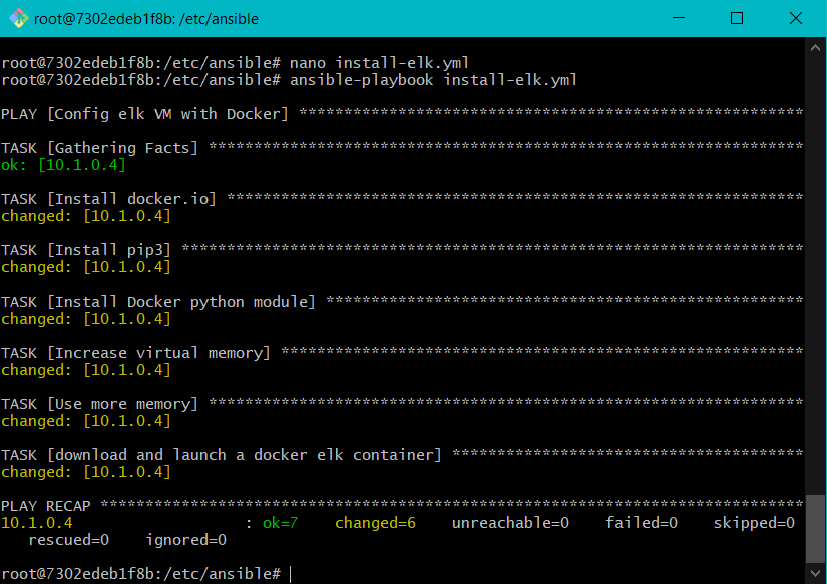 root@7302edeb1f8b: /etc/ansible
root@7302edeb1f8b:/etc/ansible# nano install-elk.yml
root@7302edeb1f8b:/etc/ansible# ansible-playbook install-elk.yml
PLAY [Config elk VM with Docker] ********************************************************
TASK [Gathering Facts] ******************************************************************
ok: [10.1.0.4]
TASK [Install docker.io] ****************************************************************
changed: [10.1.0.4]
TASK [Install pip3] *********************************************************************
changed: [10.1.0.4]
TASK [Install Docker python module] *****************************************************
changed: [10.1.0.4]
TASK [Increase virtual memory] **********************************************************
changed: [10.1.0.4]
TASK [Use more memory] ******************************************************************
changed: [10.1.0.4]
TASK [download and launch a docker elk container] ***************************************
changed: [10.1.0.4]
PLAY RECAP ******************************************************************************
10.1.0.4                   : ok=7    changed=6    unreachable=0    failed=0    skipped=0
   rescued=0    ignored=0
root@7302edeb1f8b:/etc/ansible#